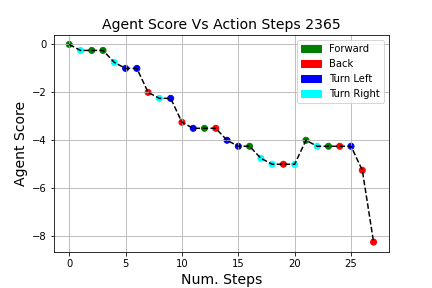 Agent Score Vs Action Steps 2365
Forward
Back
Turn Left
Turn Right
Agent Score
0
−2
−4
−6
−8
0 5 10 15 20 25
Num. Steps